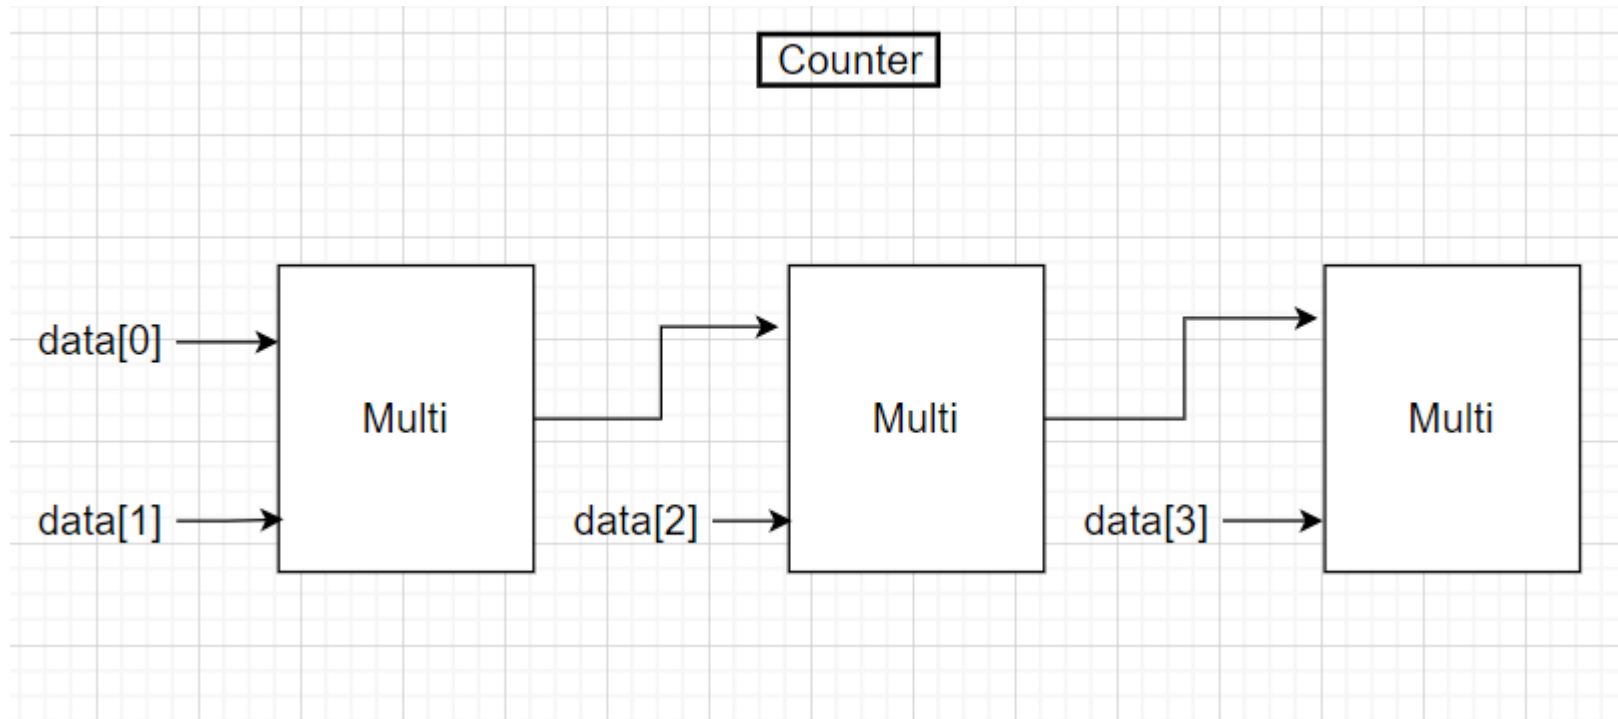 Counter
data[0]
Multi
Multi
Multi
data[1]
data[2]
data[3]